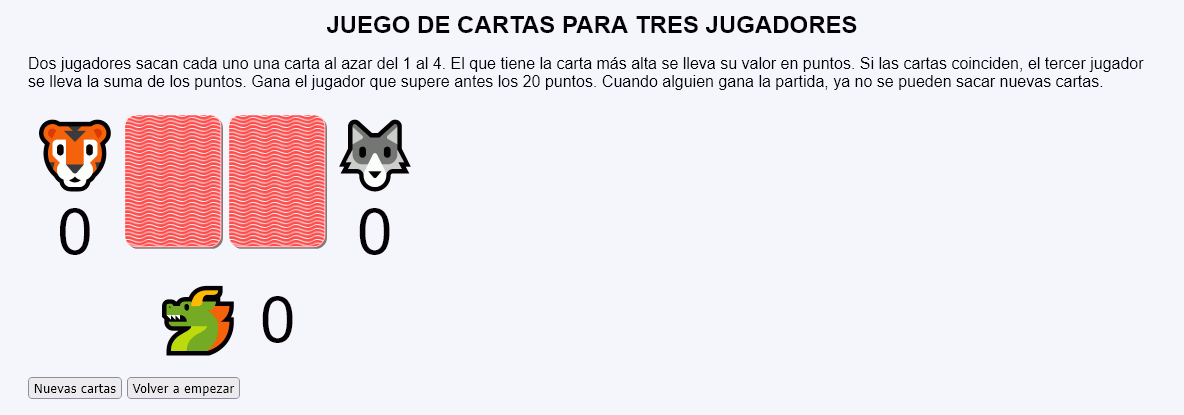 JUEGO DE CARTAS PARA TRES JUGADORES
Dos jugadores sacan cada uno una carta al azar del 1 al 4. El que tiene la carta más alta se lleva su valor en puntos. Si las cartas coinciden, el tercer jugador
se lleva la suma de los puntos. Gana el jugador que supere antes los 20 puntos. Cuando alguien gana la partida, ya no se pueden sacar nuevas cartas.
0 0
0
Nuevas cartas Volver a empezar